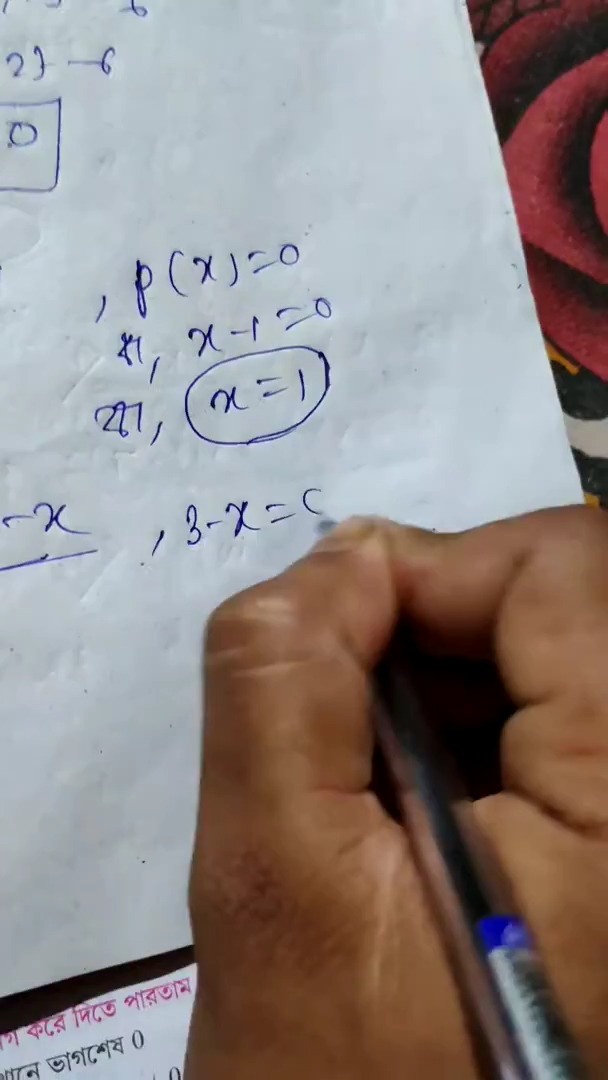 2} - 6
0
, p(x)=0
বা, x-1=0
বা, x=1
-x , 3-x=
করে দিতে পারতাম
ভাগশেষ 0